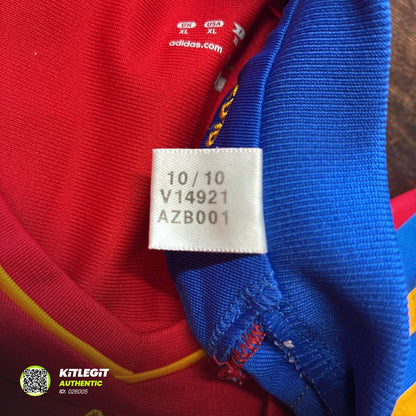 UK USA
XL XL
adidas.com
10/10
V14921
AZB001
KiTLEGiT
AUTHENTIC
ID: 026005